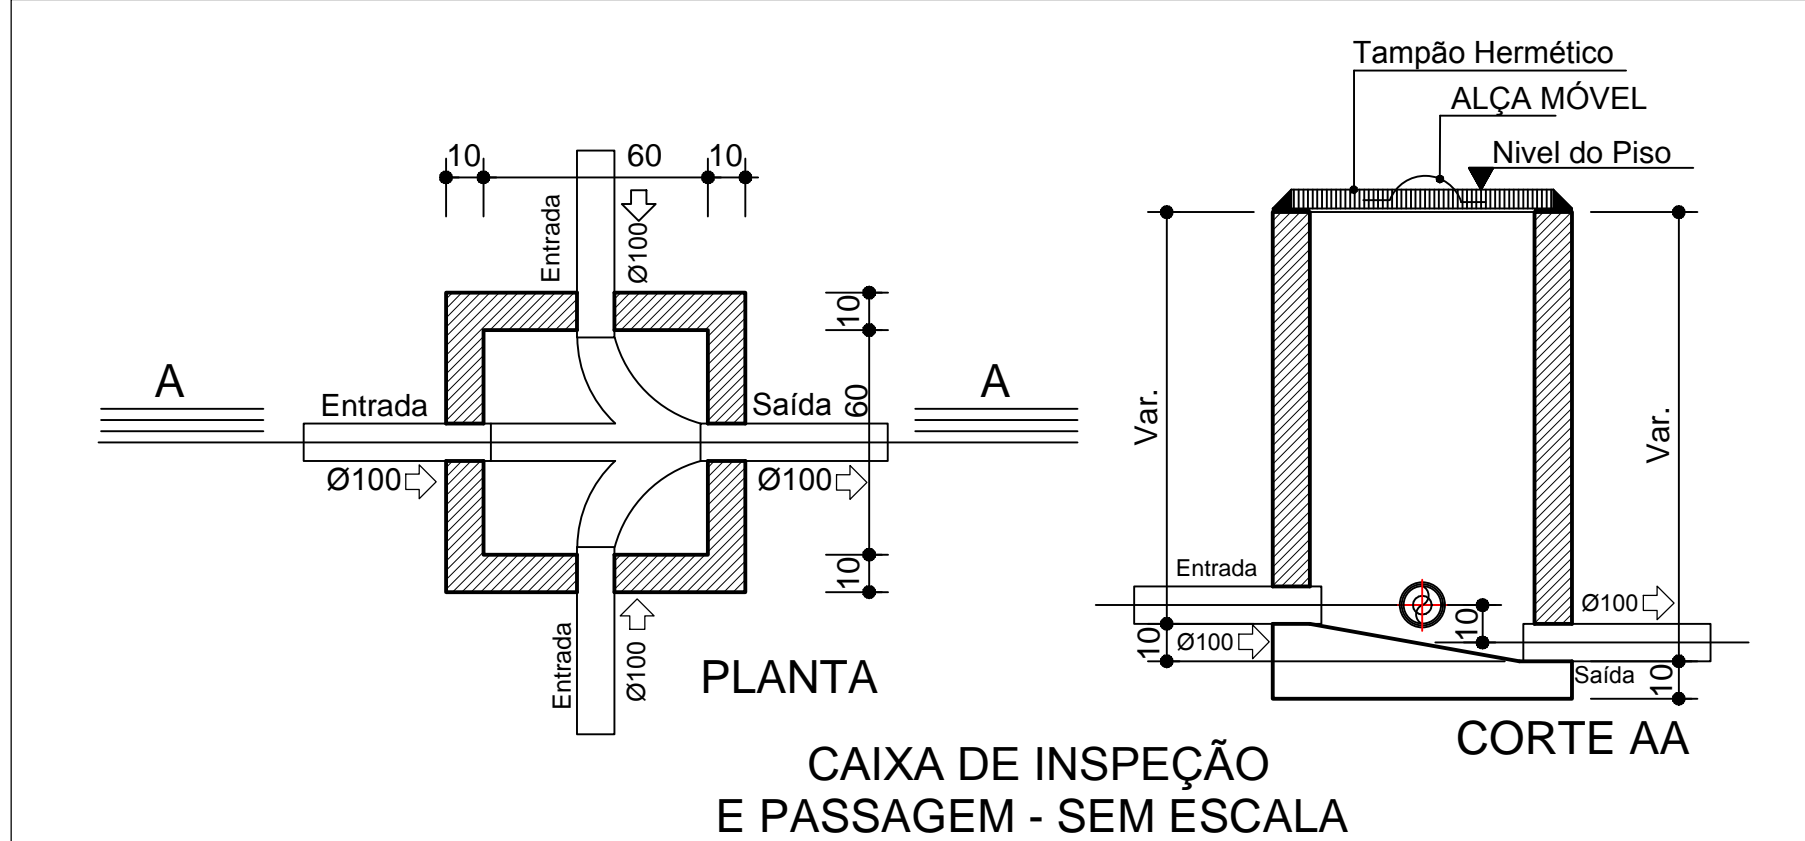 10
60
10
Entrada
Ø100
10
A
Entrada
Saída
60
A
Ø100
Ø100
10
Entrada
Ø100
PLANTA
Tampão Hermético
ALÇA MÓVEL
Nivel do Piso
Var.
Var.
Entrada
Ø100
10
Ø100
10
Saída
10
CORTE AA
CAIXA DE INSPEÇÃO
E PASSAGEM - SEM ESCALA